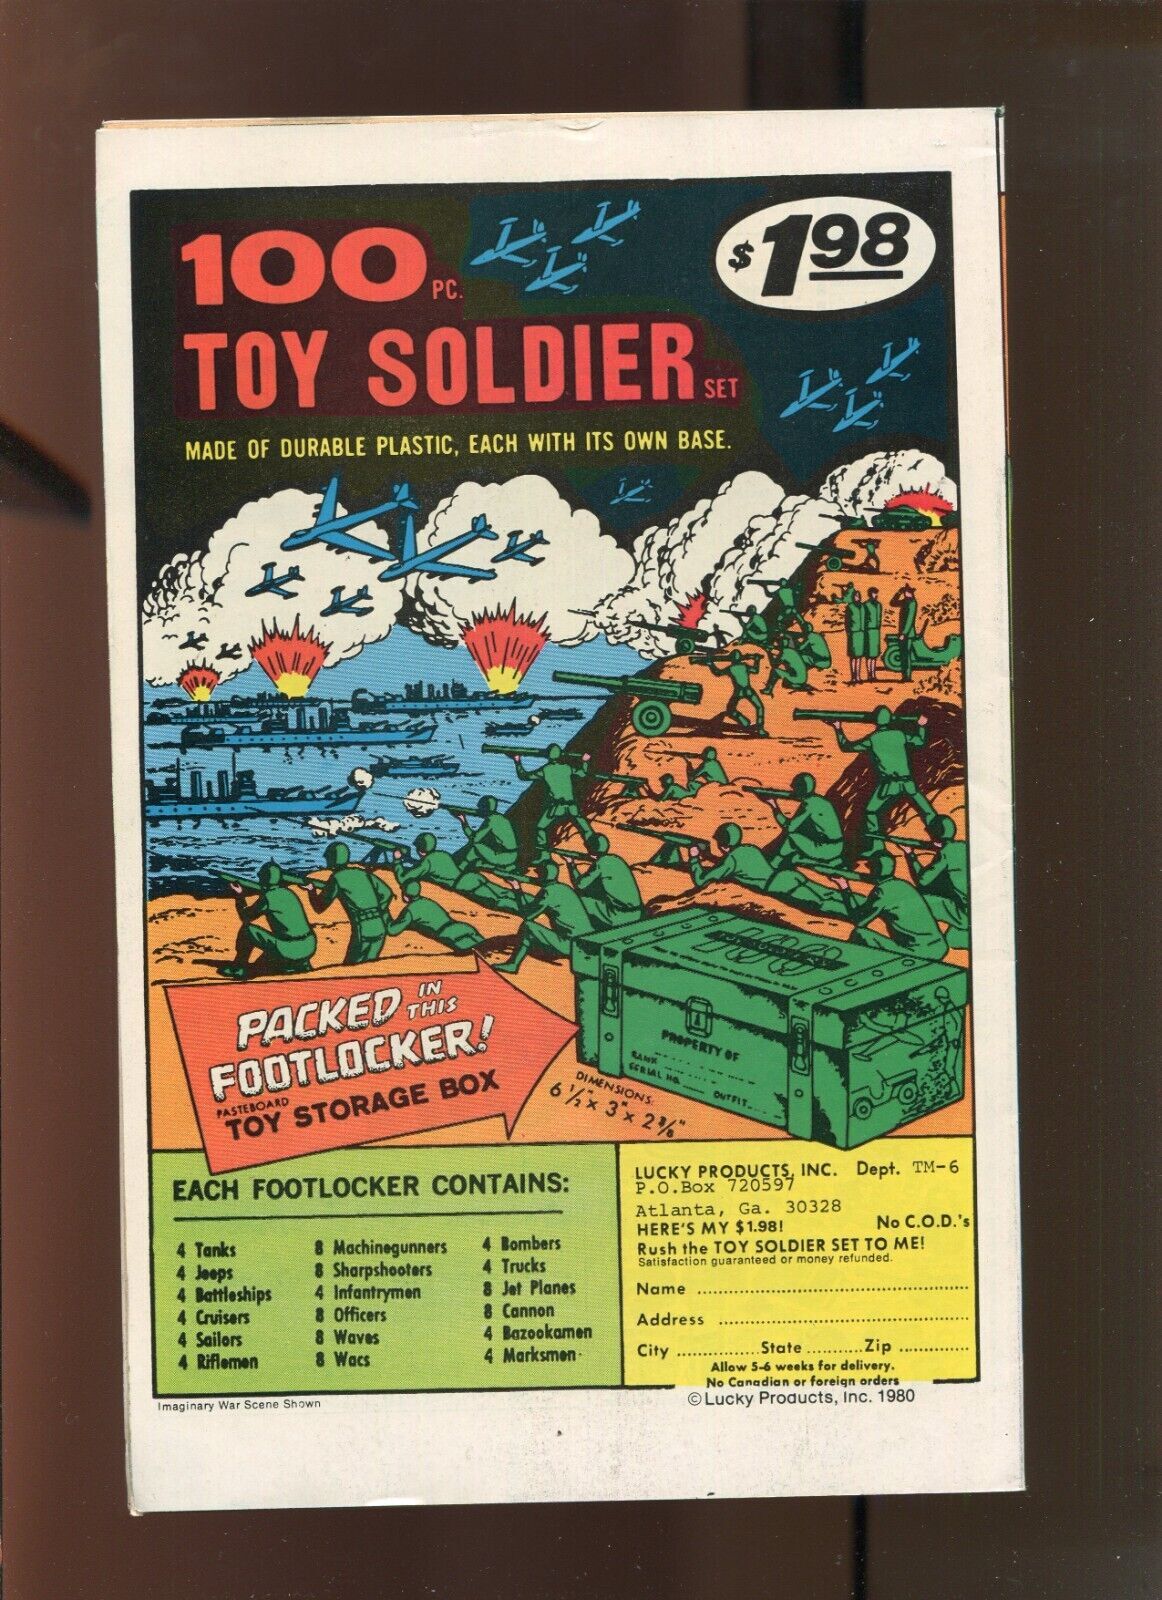 100 PC.
$1.98
TOY SOLDIER SET
MADE OF DURABLE PLASTIC, EACH WITH ITS OWN BASE.
PACKED IN THIS
FOOTLOCKER!
PASTEBOARD
TOY STORAGE BOX
PROPERTY OF
RANK
SERIAL NO.
OUTFIT
DIMENSIONS:
6 1/2" x 3" x 2 3/8"
EACH FOOTLOCKER CONTAINS:
4 Tanks
4 Jeeps
4 Battleships
4 Cruisers
4 Sailors
4 Riflemen
8 Machinegunners
8 Sharpshooters
4 Infantrymen
8 Officers
8 Waves
8 Wacs
4 Bombers
4 Trucks
8 Jet Planes
8 Cannon
4 Bazookamen
4 Marksmen
LUCKY PRODUCTS, INC. Dept. TM-6
P.O.Box 720597
Atlanta, Ga. 30328
HERE'S MY $1.98! No C.O.D.'s
Rush the TOY SOLDIER SET TO ME!
Satisfaction guaranteed or money refunded.
Name
Address
City State Zip
Allow 5-6 weeks for delivery.
No Canadian or foreign orders
Imaginary War Scene Shown
© Lucky Products, Inc. 1980